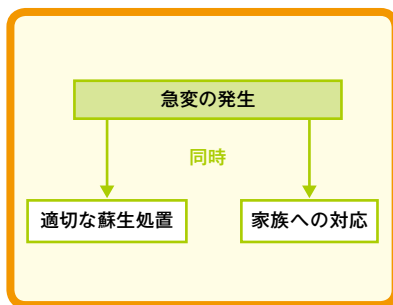 急変の発生
同時
適切な蘇生処置
家族への対応